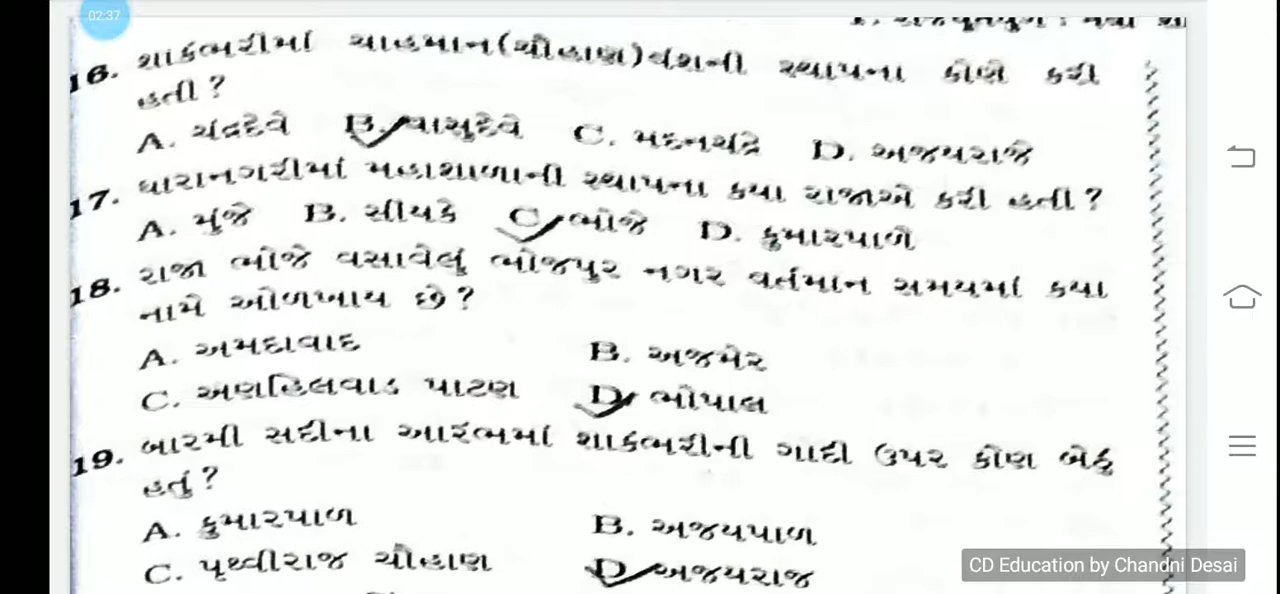 02:37
16. શાકંભરીમાં ચાહમાન(ચૌહાણ)વંશની સ્થાપના કોણે કરી
હતી?
A. ચંદ્રદેવે B. વાસુદેવે C. મદનચંદ્રે D. અજયરાજે
17. ધારાનગરીમાં મહાશાળાની સ્થાપના કયા રાજાએ કરી હતી?
A. મુંજે B. સીયકે C. ભોજે D. કુમારપાળે
18. રાજા ભોજે વસાવેલું ભોજપુર નગર વર્તમાન સમયમાં કયા
નામે ઓળખાય છે?
A. અમદાવાદ B. અજમેર
C. અણહિલવાડ પાટણ D. ભોપાલ
19. બારમી સદીના આરંભમાં શાકંભરીની ગાદી ઉપર કોણ બેઠું
હતું?
A. કુમારપાળ B. અજયપાળ
C. પૃથ્વીરાજ ચૌહાણ D. અજયરાજ
CD Education by Chandni Desai